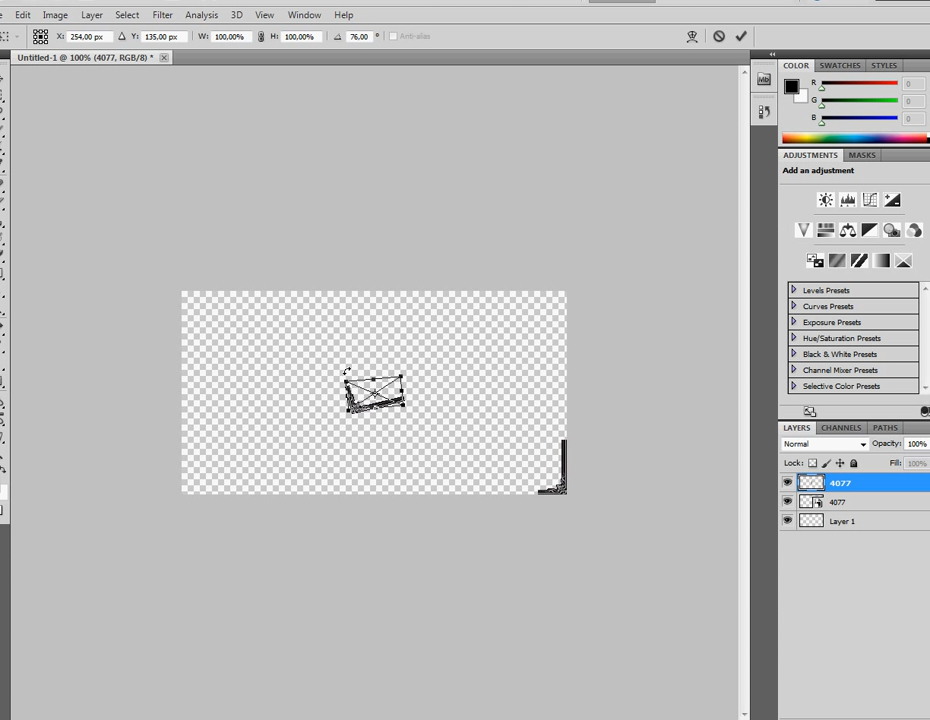 Edit Image Layer Select Filter Analysis 3D View Window Help
X: 254,00 px Y: 135,00 px W: 100,00% H: 100,00% 76,00 ° Anti-alias
Untitled-1 @ 100% (4077, RGB/8) *
Mb
COLOR SWATCHES STYLES
R 0
G 0
B 0
ADJUSTMENTS MASKS
Add an adjustment
Levels Presets
Curves Presets
Exposure Presets
Hue/Saturation Presets
Black & White Presets
Channel Mixer Presets
Selective Color Presets
LAYERS CHANNELS PATHS
Normal Opacity: 100%
Lock: Fill: 100%
4077
4077
Layer 1